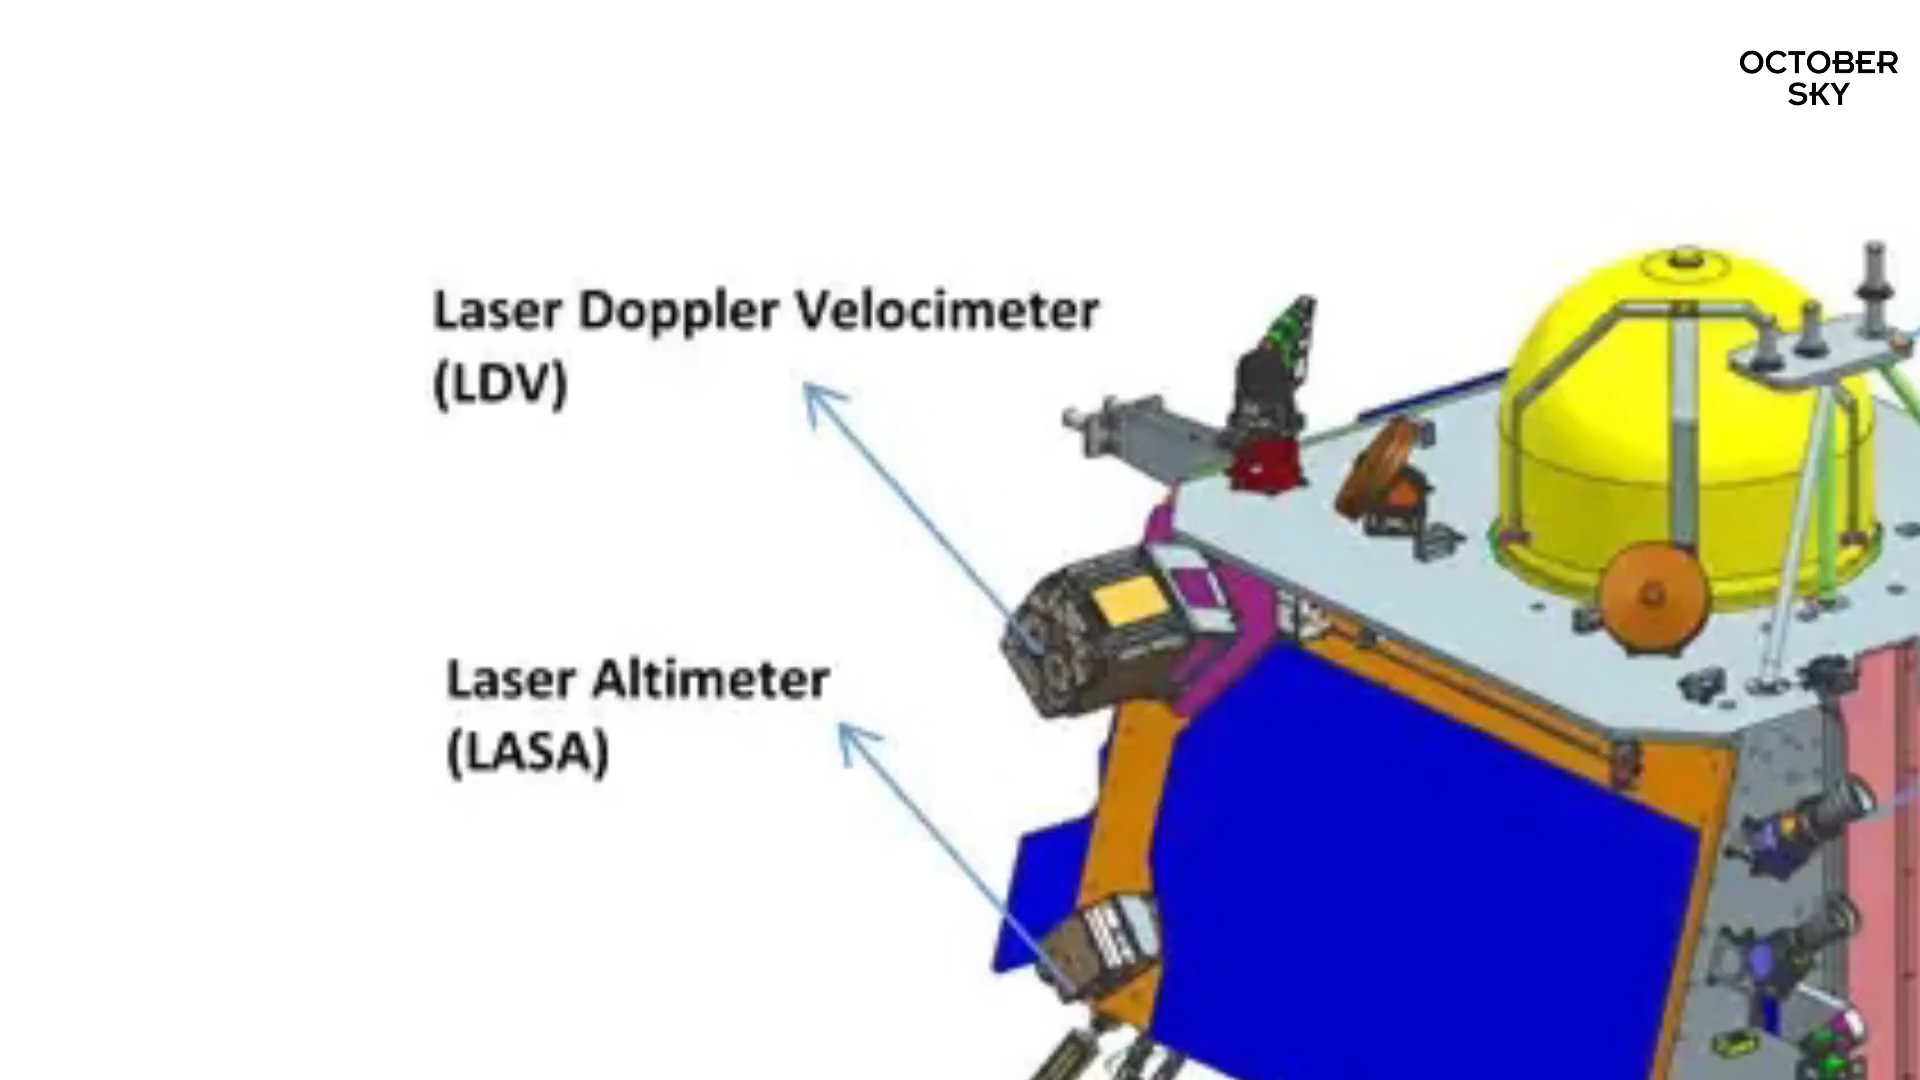 OCTOBER
SKY
Laser Doppler Velocimeter
(LDV)
Laser Altimeter
(LASA)